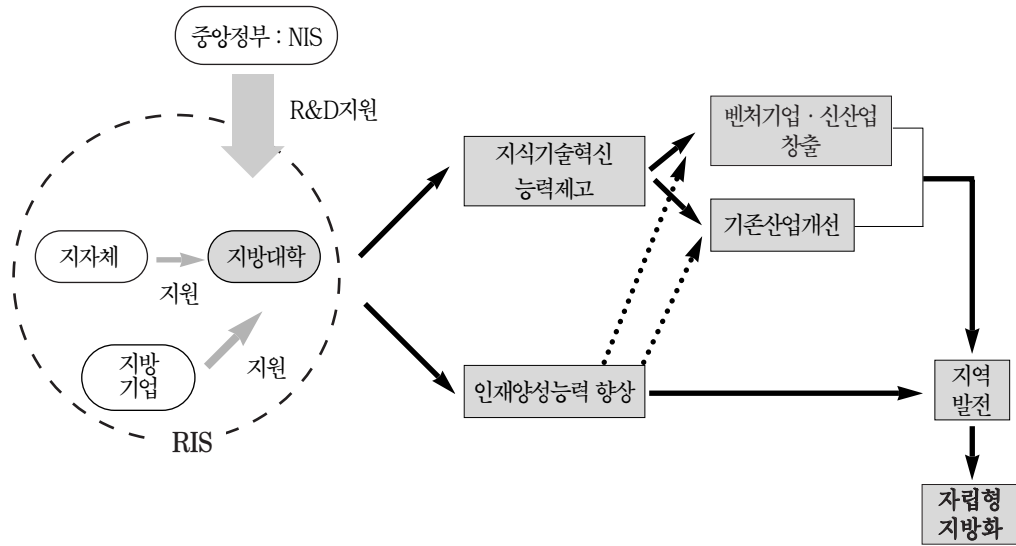 중앙정부 : NIS
R&D지원
지자체
지원
지방대학
지방
기업
지원
RIS
지식기술혁신
능력제고
인재양성능력 향상
벤처기업 · 신산업
창출
기존산업개선
지역
발전
자립형
지방화